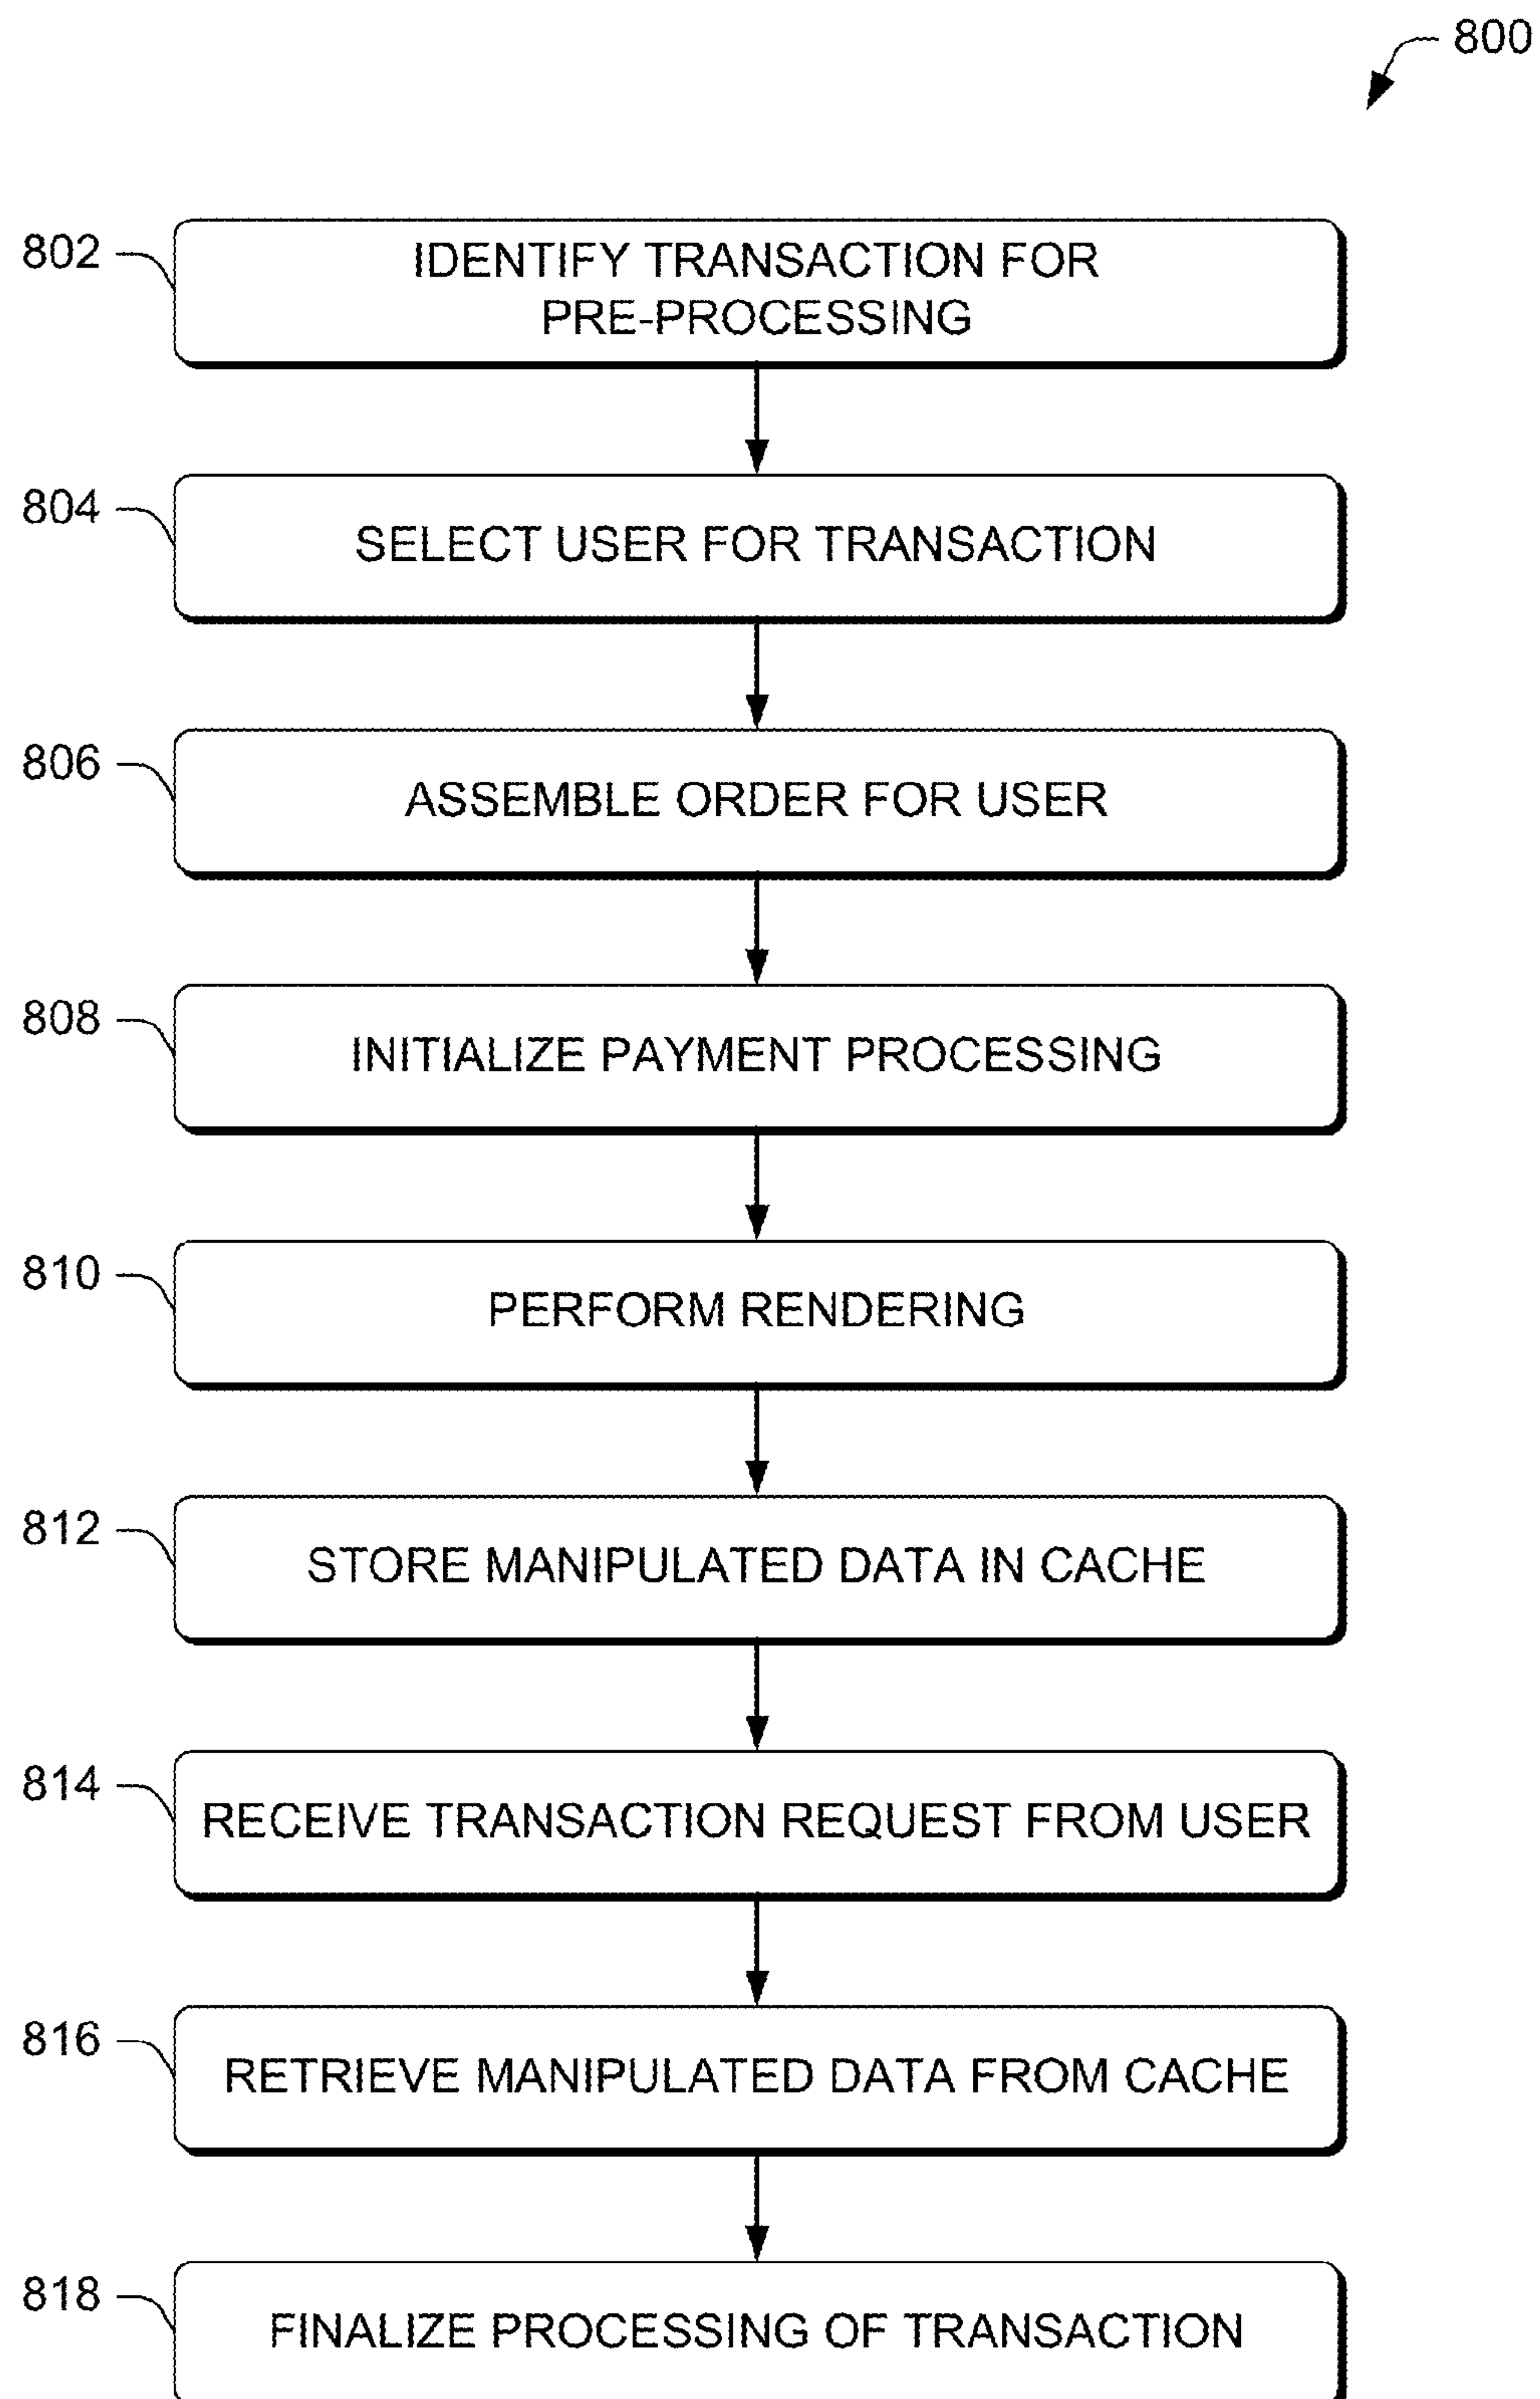 800
802
IDENTIFY TRANSACTION FOR
PRE-PROCESSING
804
SELECT USER FOR TRANSACTION
806
ASSEMBLE ORDER FOR USER
808
INITIALIZE PAYMENT PROCESSING
810
PERFORM RENDERING
812
STORE MANIPULATED DATA IN CACHE
814
RECEIVE TRANSACTION REQUEST FROM USER
816
RETRIEVE MANIPULATED DATA FROM CACHE
818
FINALIZE PROCESSING OF TRANSACTION